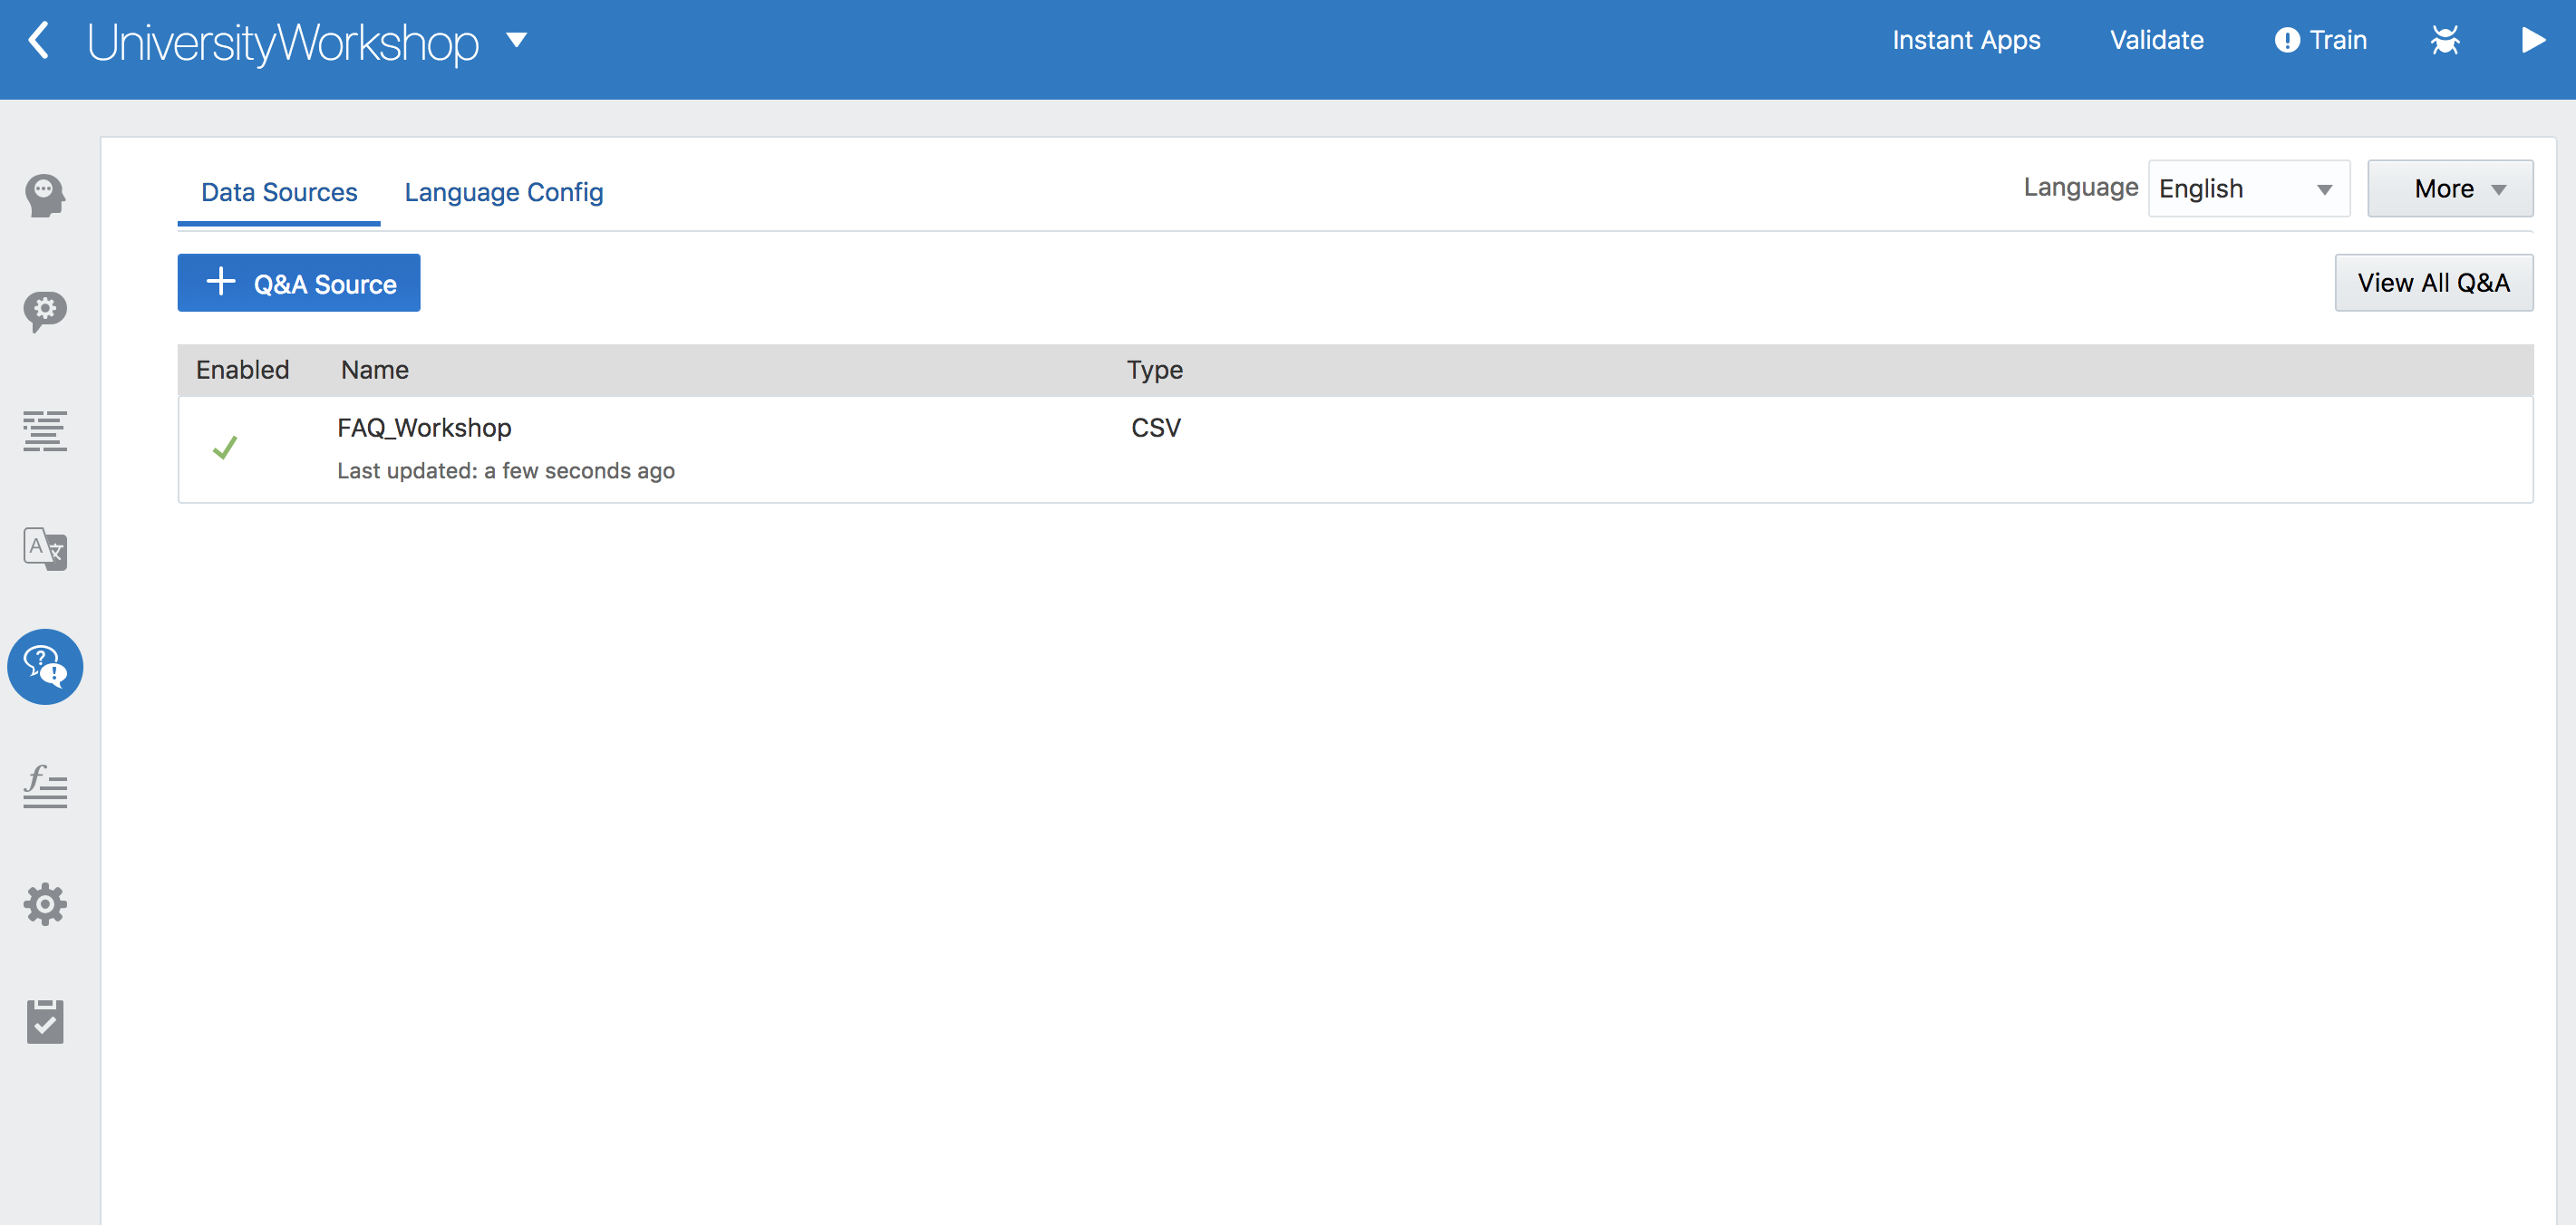 UniversityWorkshop
Instant Apps
Validate
Train
Data Sources
Language Config
Language
English
More
Q&A Source
View All Q&A
Enabled
Name
Type
FAQ_Workshop
CSV
Last updated: a few seconds ago